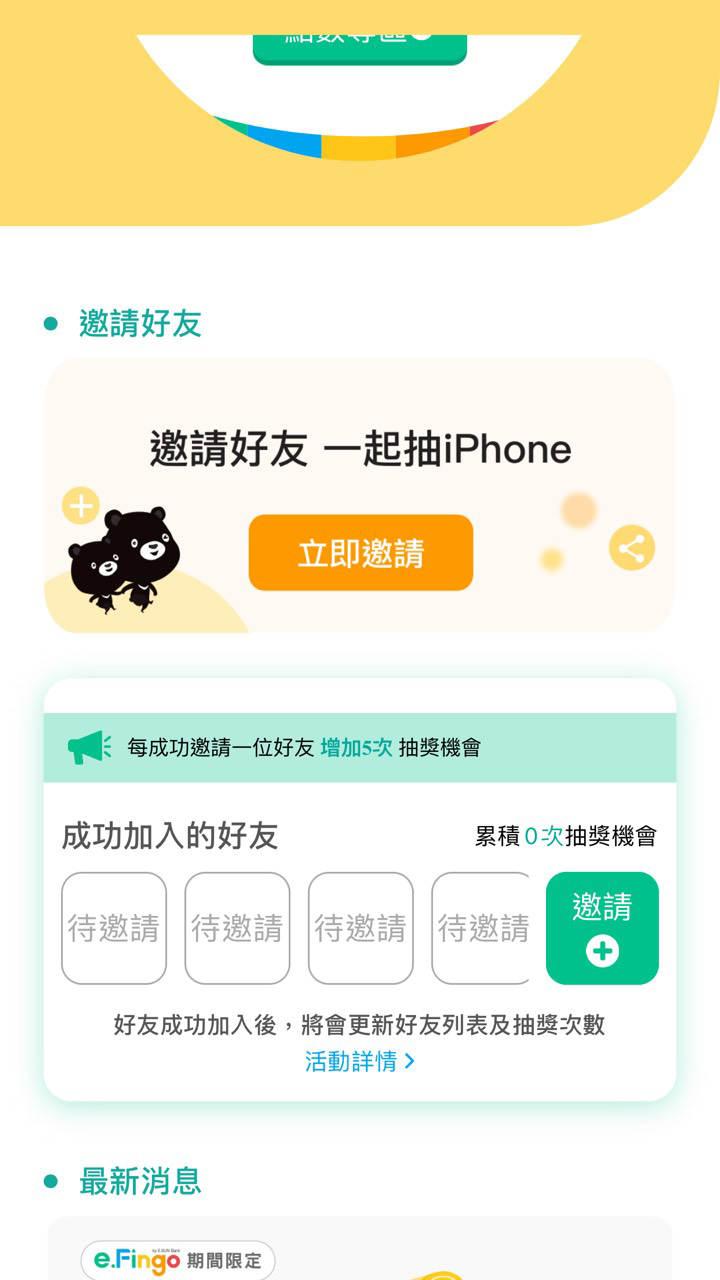 點數專區
邀請好友
邀請好友 一起抽iPhone
立即邀請
每成功邀請一位好友 增加5次 抽獎機會
成功加入的好友
累積0次抽獎機會
待邀請 待邀請 待邀請 待邀請
邀請
好友成功加入後，將會更新好友列表及抽獎次數
活動詳情
最新消息
by E.SUN Bank
e.Fingo 期間限定